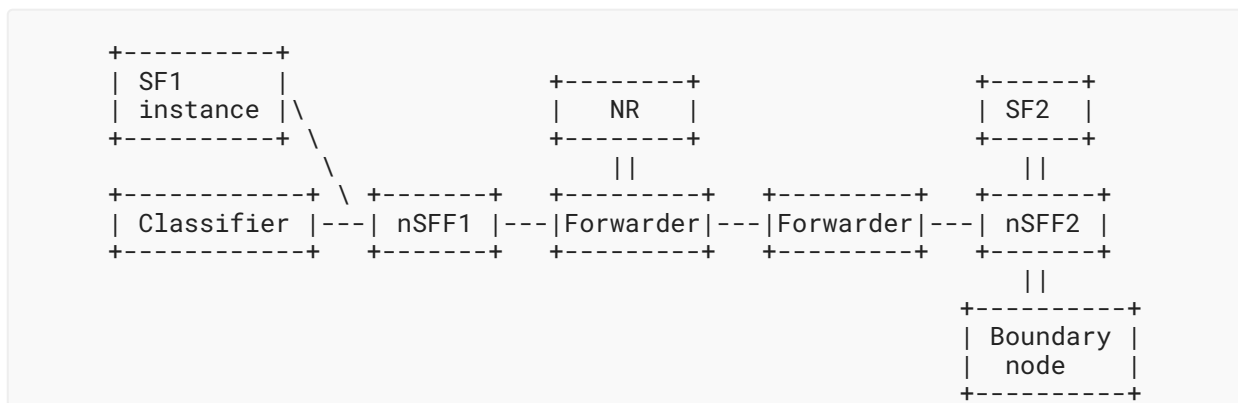 +----------+
| SF1      |                  +--------+                  +------+
| instance |\                 |   NR   |                  | SF2  |
+----------+ \                +--------+                  +------+
              \                   ||                         ||
+------------+ \ +-------+   +---------+   +---------+   +-------+
| Classifier |---| nSFF1 |---|Forwarder|---|Forwarder|---| nSFF2 |
+------------+   +-------+   +---------+   +---------+   +-------+
                                                             ||
                                                        +----------+
                                                        | Boundary |
                                                        |  node    |
                                                        +----------+